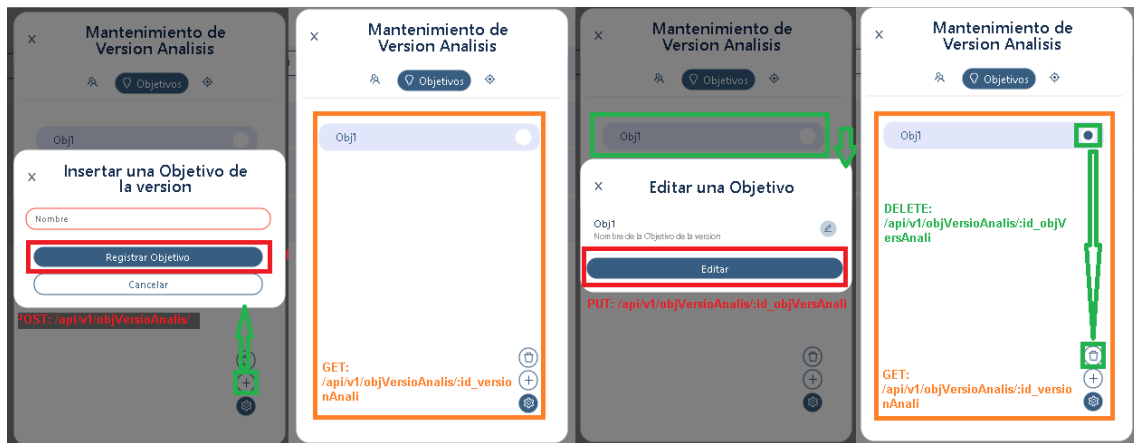 Mantenimiento de
Version Analisis
Objetivos
Obj1
Insertar una Objetivo de
la version
Nombre
Registrar Objetivo
Cancelar
POST: /api/v1/objVersioAnalis/
Mantenimiento de
Version Analisis
Objetivos
Obj1
GET:
/api/v1/objVersioAnalis/:id_versio
nAnali
Mantenimiento de
Version Analisis
Objetivos
Obj1
Editar una Objetivo
Obj1
Nombre de la Objetivo de la version
Editar
PUT: /api/v1/objVersioAnalis/:id_objVersAnali
Mantenimiento de
Version Analisis
Objetivos
Obj1
DELETE:
/api/v1/objVersioAnalis/:id_objV
ersAnali
GET:
/api/v1/objVersioAnalis/:id_versio
nAnali